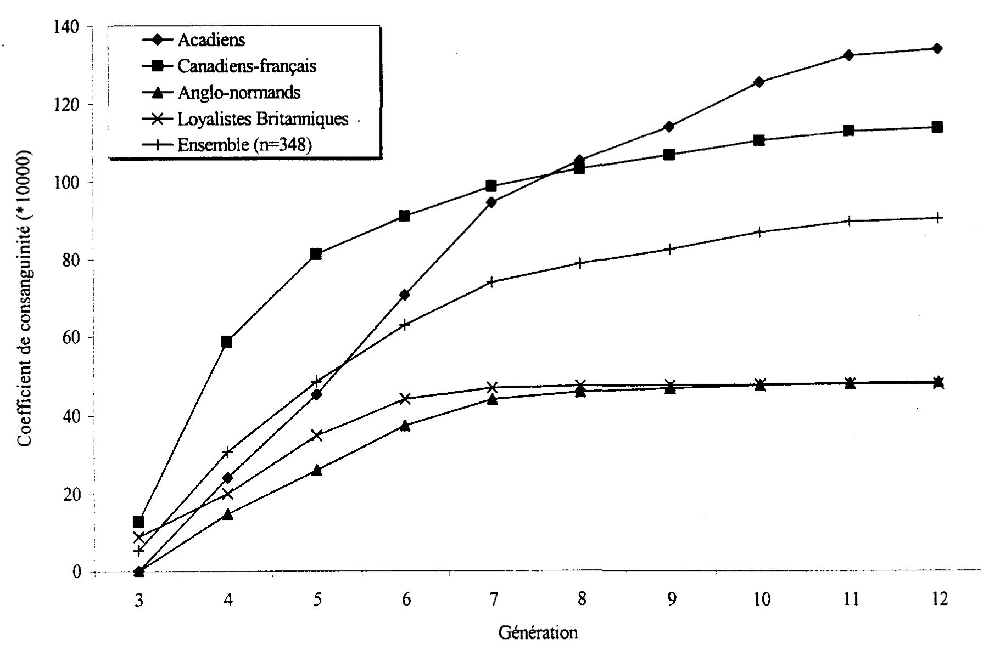 140
120
100
80
60
40
20
0
Coefficient de consanguinité (*10000)
Acadiens
Canadiens-français
Anglo-normands
Loyalistes Britanniques
Ensemble (n=348)
3 4 5 6 7 8 9 10 11 12
Génération